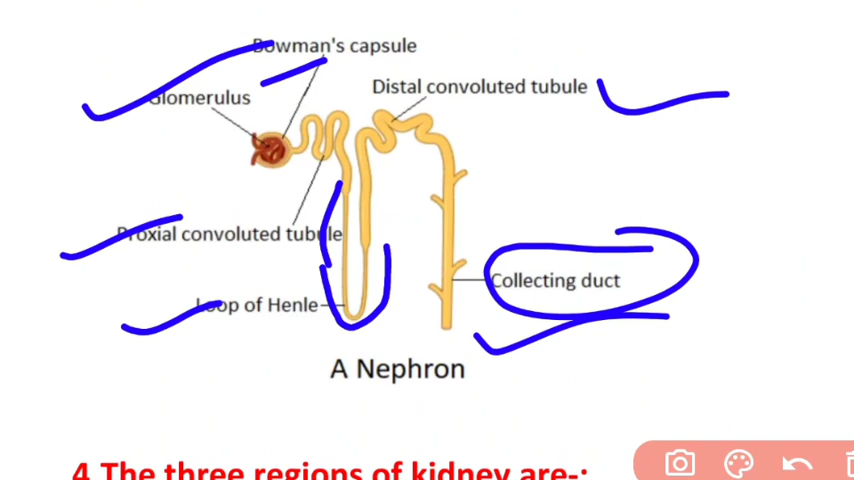 Bowman's capsule
Distal convoluted tubule
Glomerulus
Proxial convoluted tubule
Loop of Henle
Collecting duct
A Nephron
4.The three regions of kidney are-: